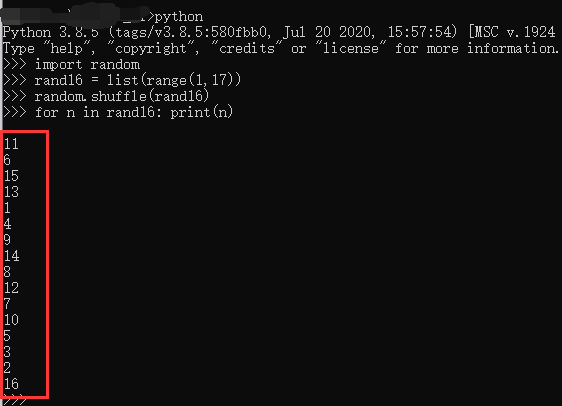 >python
Python 3.8.5 (tags/v3.8.5:580fbb0, Jul 20 2020, 15:57:54) [MSC v.1924
Type "help", "copyright", "credits" or "license" for more information.
>>> import random
>>> rand16 = list(range(1,17))
>>> random.shuffle(rand16)
>>> for n in rand16: print(n)
11
6
15
13
1
4
9
14
8
12
7
10
5
3
2
16
>>>